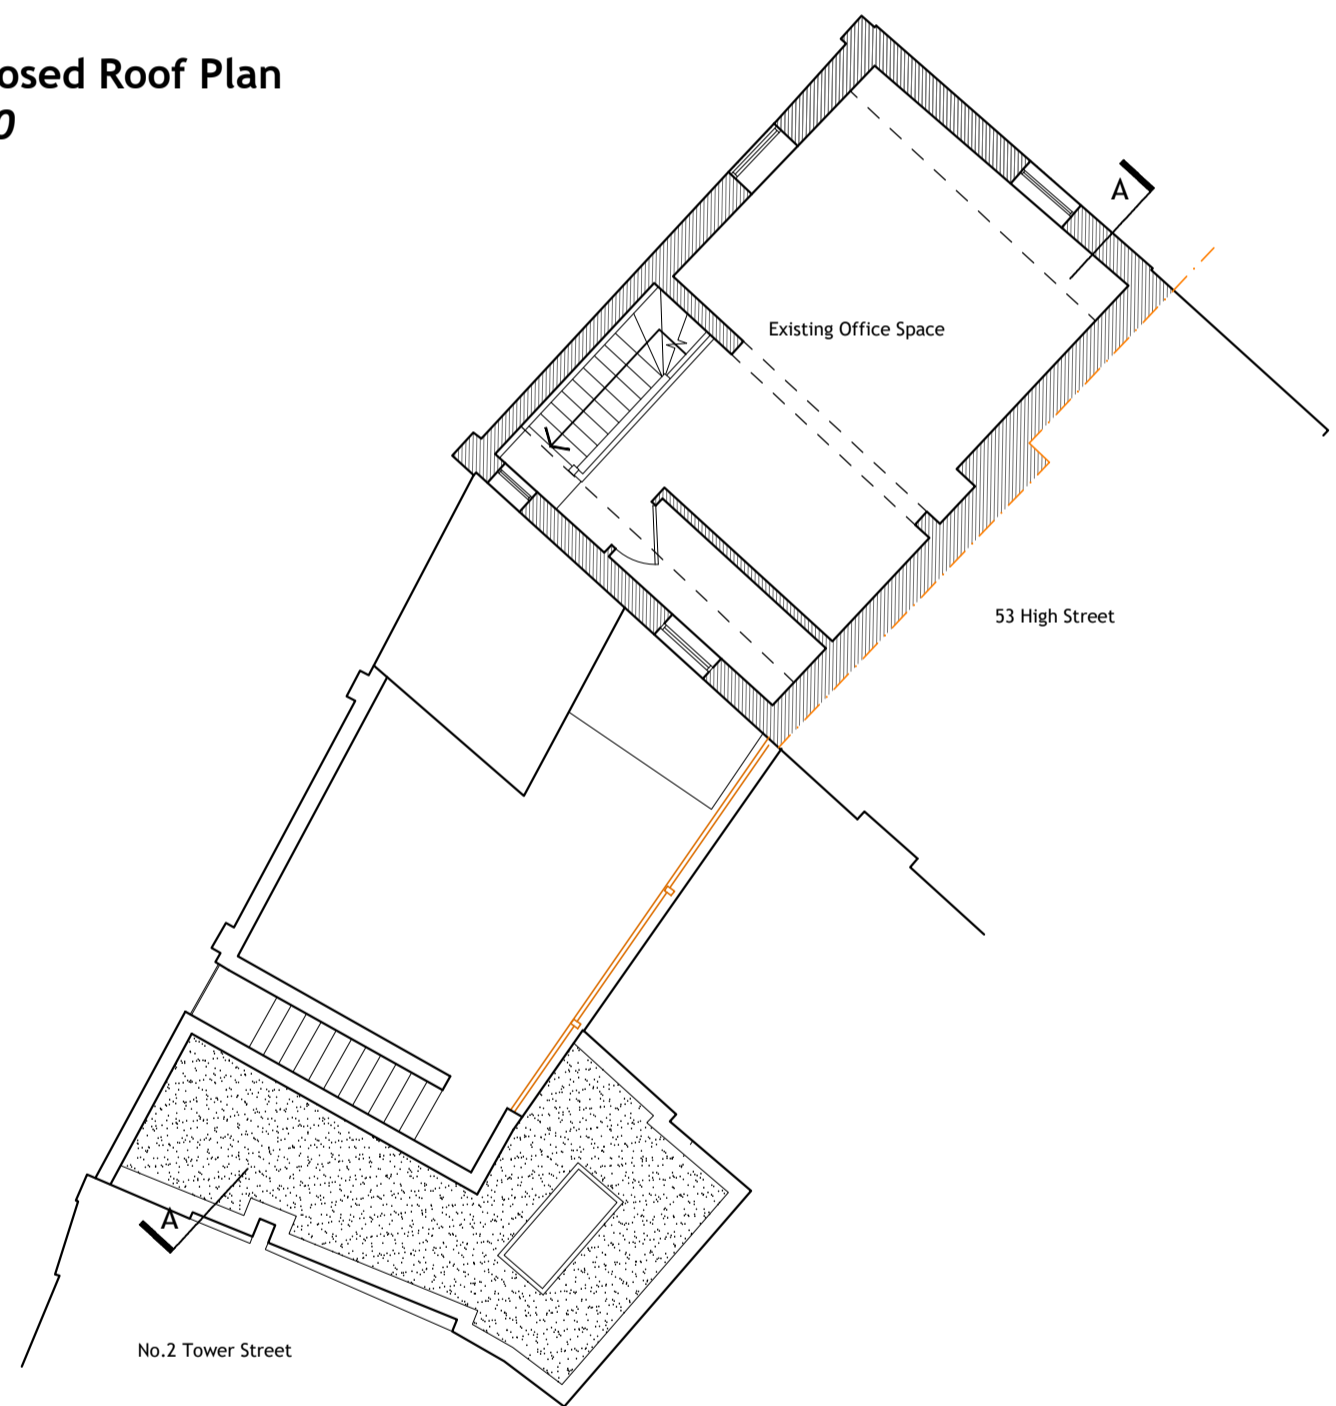 osed Roof Plan
0
A
Existing Office Space
53 High Street
A
No.2 Tower Street